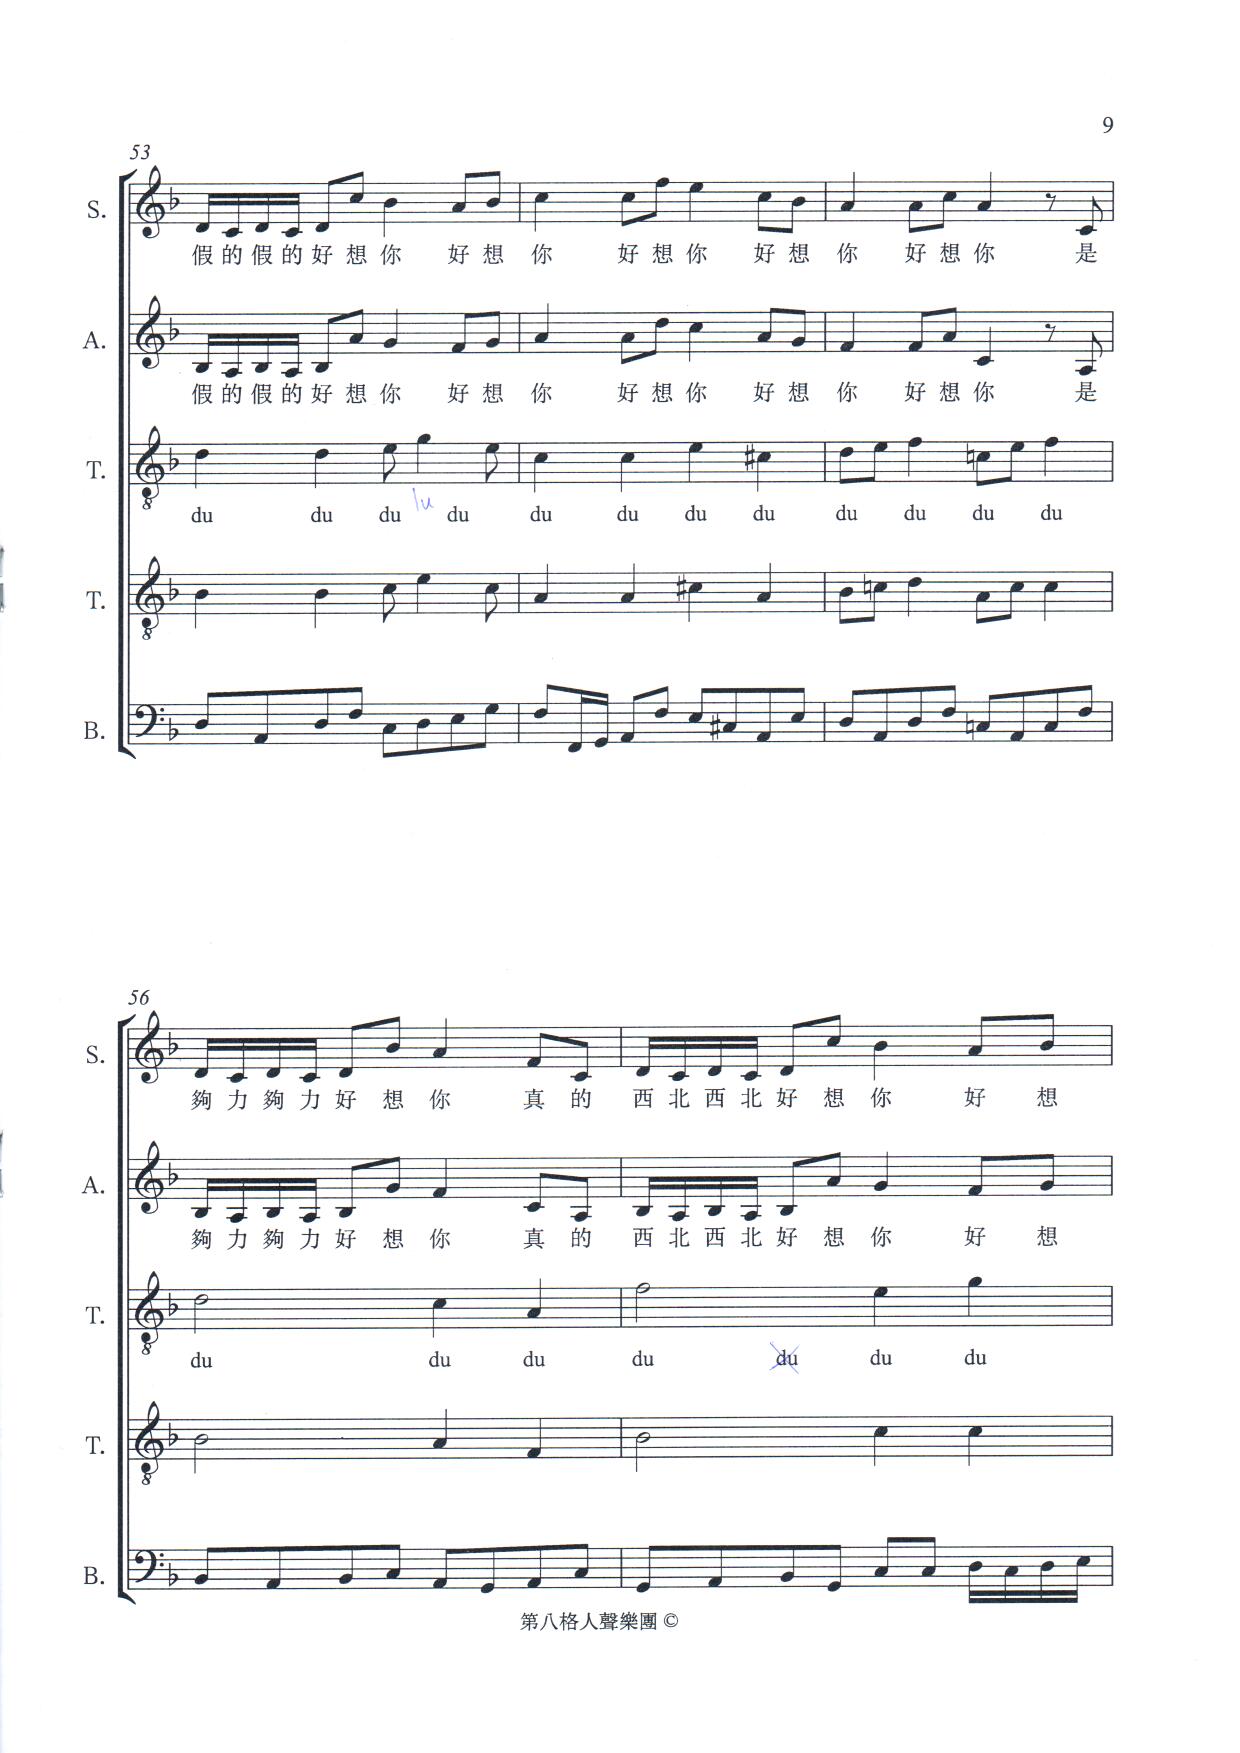 9
53
S.
假的假的好想你 好想你 好想你 好想你 好想你 是
A.
假的假的好想你 好想你 好想你 好想你 好想你 是
T.
du du du lu du du du du du du du du du
T.
B.
56
S.
夠力夠力好想你 真的 西北西北好想你 好想
A.
夠力夠力好想你 真的 西北西北好想你 好想
T.
du du du du du du du
T.
B.
第八格人聲樂團 ©